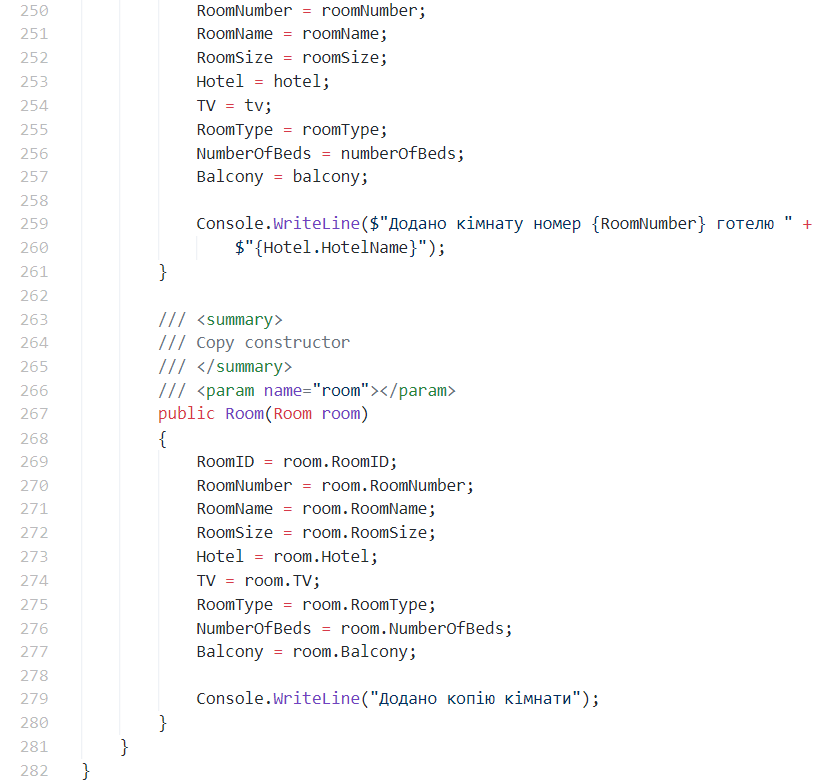 250 RoomNumber = roomNumber;
251 RoomName = roomName;
252 RoomSize = roomSize;
253 Hotel = hotel;
254 TV = tv;
255 RoomType = roomType;
256 NumberOfBeds = numberOfBeds;
257 Balcony = balcony;
258
259 Console.WriteLine($"Додано кімнату номер {RoomNumber} готелю " +
260 $"{Hotel.HotelName}");
261 }
262
263 /// <summary>
264 /// Copy constructor
265 /// </summary>
266 /// <param name="room"></param>
267 public Room(Room room)
268 {
269 RoomID = room.RoomID;
270 RoomNumber = room.RoomNumber;
271 RoomName = room.RoomName;
272 RoomSize = room.RoomSize;
273 Hotel = room.Hotel;
274 TV = room.TV;
275 RoomType = room.RoomType;
276 NumberOfBeds = room.NumberOfBeds;
277 Balcony = room.Balcony;
278
279 Console.WriteLine("Додано копію кімнати");
280 }
281 }
282 }